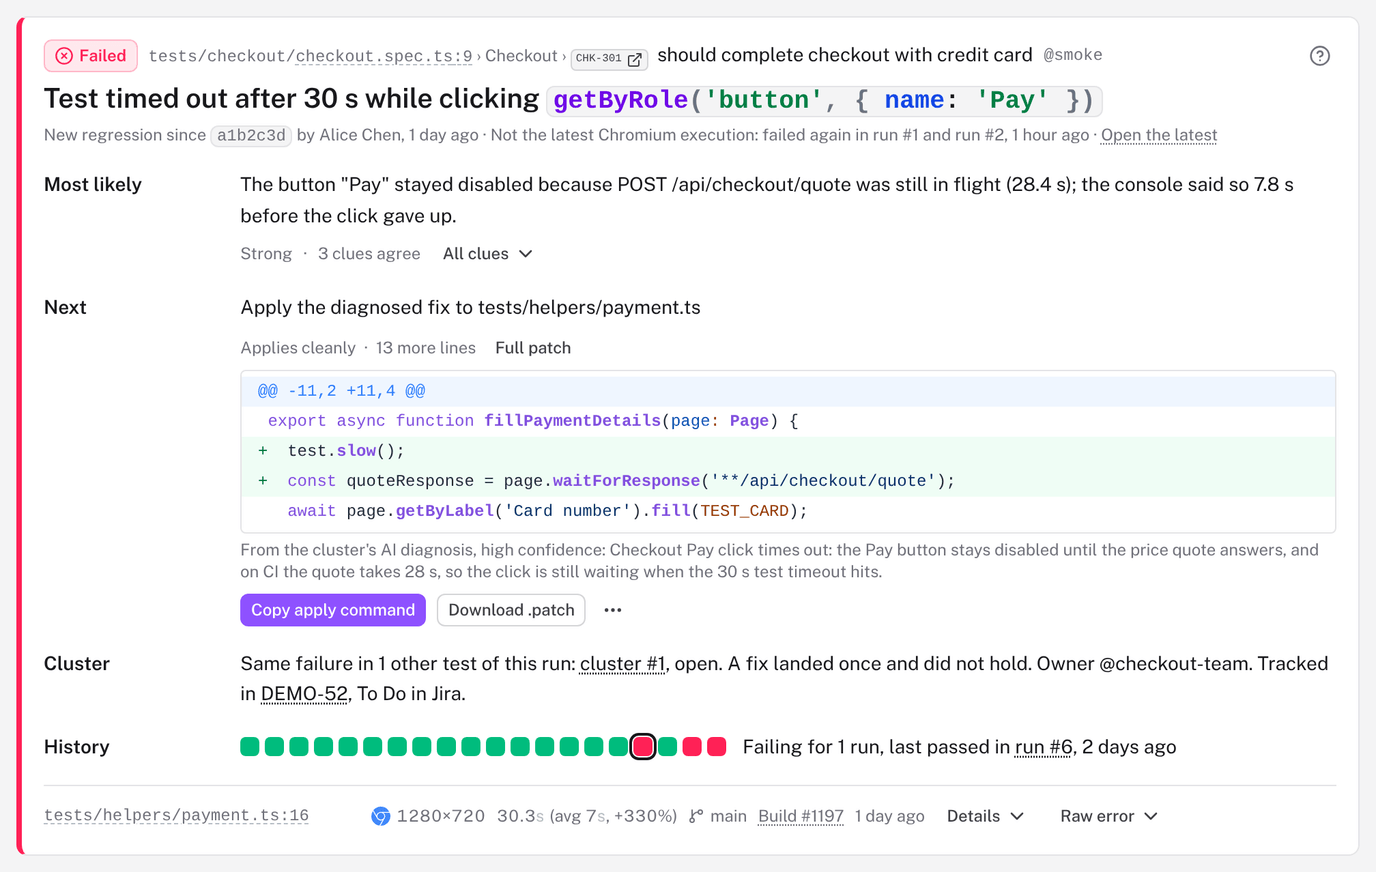 Failed tests/checkout/checkout.spec.ts:9 › Checkout › CHK-301 should complete checkout with credit card @smoke
Test timed out after 30 s while clicking getByRole('button', { name: 'Pay' })
New regression since a1b2c3d by Alice Chen, 1 day ago · Not the latest Chromium execution: failed again in run #1 and run #2, 1 hour ago · Open the latest
Most likely
The button "Pay" stayed disabled because POST /api/checkout/quote was still in flight (28.4 s); the console said so 7.8 s
before the click gave up.
Strong · 3 clues agree All clues
Next
Apply the diagnosed fix to tests/helpers/payment.ts
Applies cleanly · 13 more lines Full patch
@@ -11,2 +11,4 @@
export async function fillPaymentDetails(page: Page) {
+ test.slow();
+ const quoteResponse = page.waitForResponse('**/api/checkout/quote');
await page.getByLabel('Card number').fill(TEST_CARD);
From the cluster's AI diagnosis, high confidence: Checkout Pay click times out: the Pay button stays disabled until the price quote answers, and
on CI the quote takes 28 s, so the click is still waiting when the 30 s test timeout hits.
Copy apply command Download .patch ···
Cluster
Same failure in 1 other test of this run: cluster #1, open. A fix landed once and did not hold. Owner @checkout-team. Tracked
in DEMO-52, To Do in Jira.
History
Failing for 1 run, last passed in run #6, 2 days ago
tests/helpers/payment.ts:16 1280×720 30.3s (avg 7s, +330%) main Build #1197 1 day ago Details Raw error